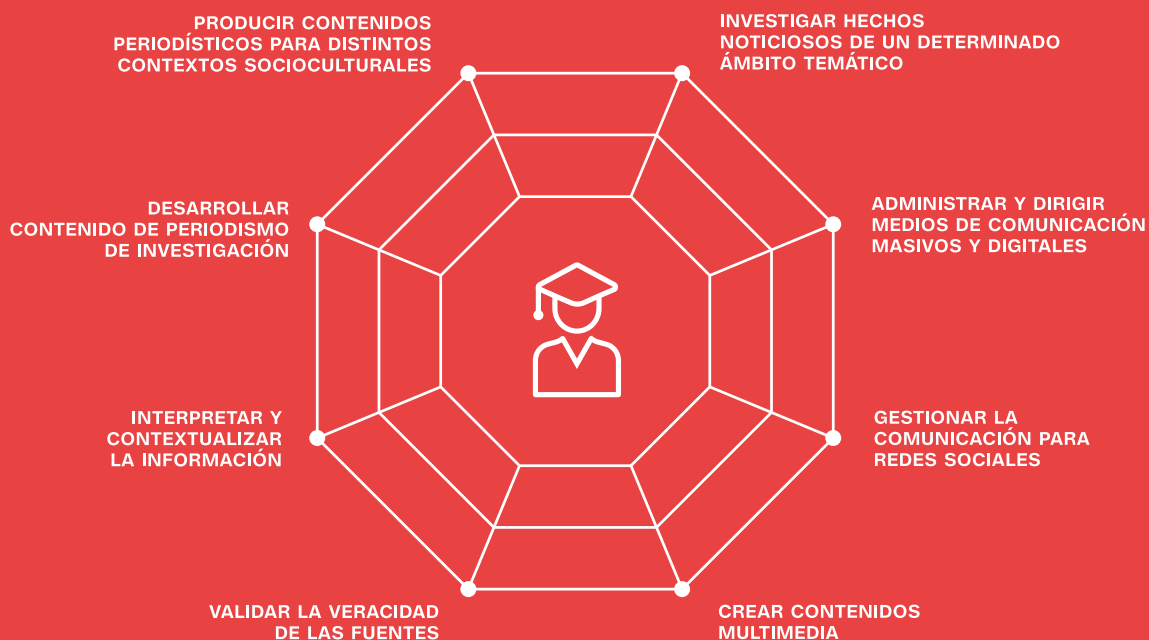 PRODUCIR CONTENIDOS
PERIODÍSTICOS PARA DISTINTOS
CONTEXTOS SOCIOCULTURALES
INVESTIGAR HECHOS
NOTICIOSOS DE UN DETERMINADO
ÁMBITO TEMÁTICO
DESARROLLAR
CONTENIDO DE PERIODISMO
DE INVESTIGACIÓN
ADMINISTRAR Y DIRIGIR
MEDIOS DE COMUNICACIÓN
MASIVOS Y DIGITALES
INTERPRETAR Y
CONTEXTUALIZAR
LA INFORMACIÓN
GESTIONAR LA
COMUNICACIÓN PARA
REDES SOCIALES
VALIDAR LA VERACIDAD
DE LAS FUENTES
CREAR CONTENIDOS
MULTIMEDIA